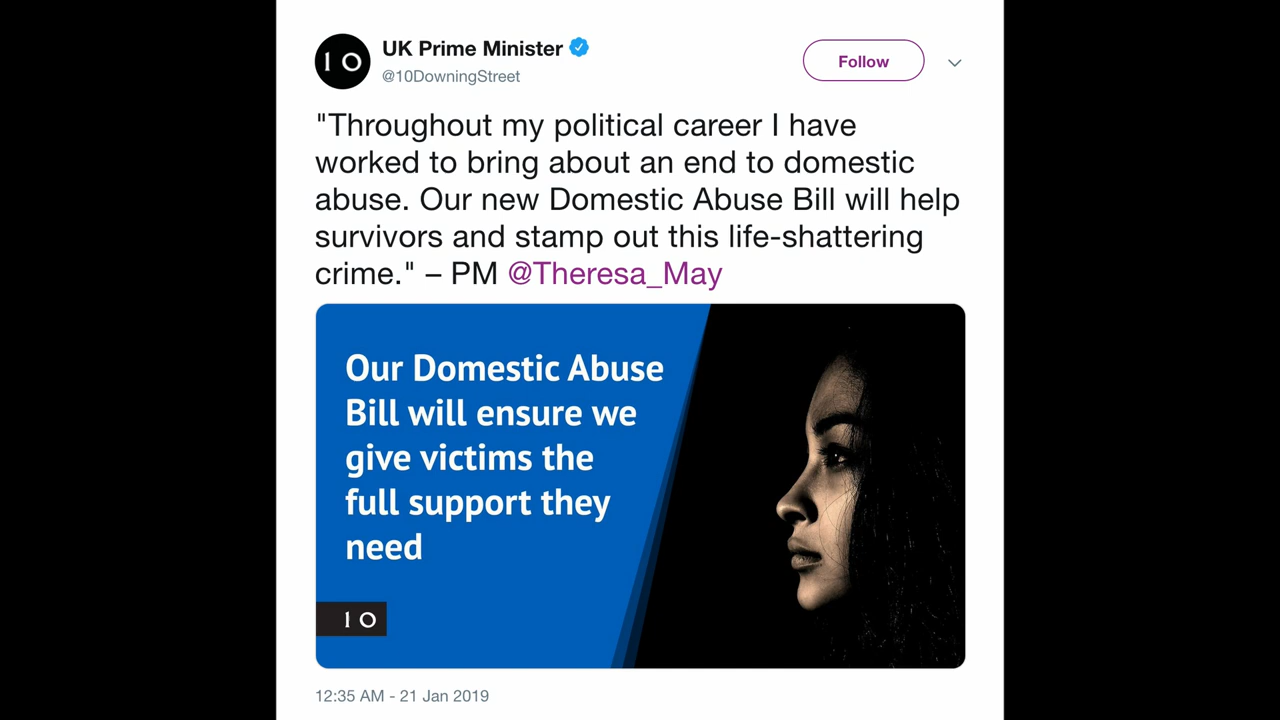 10
UK Prime Minister
@10DowningStreet
Follow
"Throughout my political career I have
worked to bring about an end to domestic
abuse. Our new Domestic Abuse Bill will help
survivors and stamp out this life-shattering
crime." – PM @Theresa_May
Our Domestic Abuse
Bill will ensure we
give victims the
full support they
need
10
12:35 AM - 21 Jan 2019